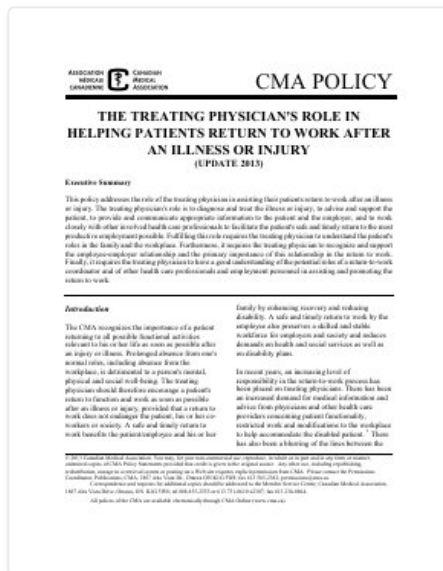 ASSOCIATION
MÉDICALE
CANADIENNE
CANADIAN
MEDICAL
ASSOCIATION
CMA POLICY
THE TREATING PHYSICIAN'S ROLE IN
HELPING PATIENTS RETURN TO WORK AFTER
AN ILLNESS OR INJURY
(UPDATE 2013)
Executive Summary
This policy addresses the role of the treating physician in assisting their patients return to work after an illness
or injury. The treating physician's role is to diagnose and treat the illness or injury, to advise and support the
patient, to provide and communicate appropriate information to the patient and the employer, and to work
closely with other involved health care professionals to facilitate the patient's safe and timely return to the most
productive employment possible. Fulfilling this role requires the treating physician to understand the patient's
roles in the family and the workplace. Furthermore, it requires the treating physician to recognize and support
the employee-employer relationship and the primary importance of this relationship in the return to work.
Finally, it requires the treating physician to have a good understanding of the potential roles of a return-to-work
coordinator and of other health care professionals and employment personnel in assisting and promoting the
return to work.
Introduction
The CMA recognizes the importance of a patient
returning to all possible functional activities
relevant to his or her life as soon as possible after
an injury or illness. Prolonged absence from one's
normal roles, including absence from the
workplace, is detrimental to a person's mental,
physical and social well-being. The treating
physician should therefore encourage a patient's
return to function and work as soon as possible
after an illness or injury, provided that a return to
work does not endanger the patient, his or her co-
workers or society. A safe and timely return to
work benefits the patient/employee and his or her
family by enhancing recovery and reducing
disability. A safe and timely return to work by the
employee also preserves a skilled and stable
workforce for employers and society and reduces
demands on health and social services as well as
on disability plans.
In recent years, an increasing level of
responsibility in the return-to-work process has
been placed on treating physicians. There has been
an increased demand for medical information and
advice from physicians and other health care
providers concerning patient functionality,
restricted work and modifications to the workplace
to help accommodate the disabled patient. There
has also been a blurring of the lines between the
All policies of the CMA are available electronically through CMA Online (www.cma.ca)